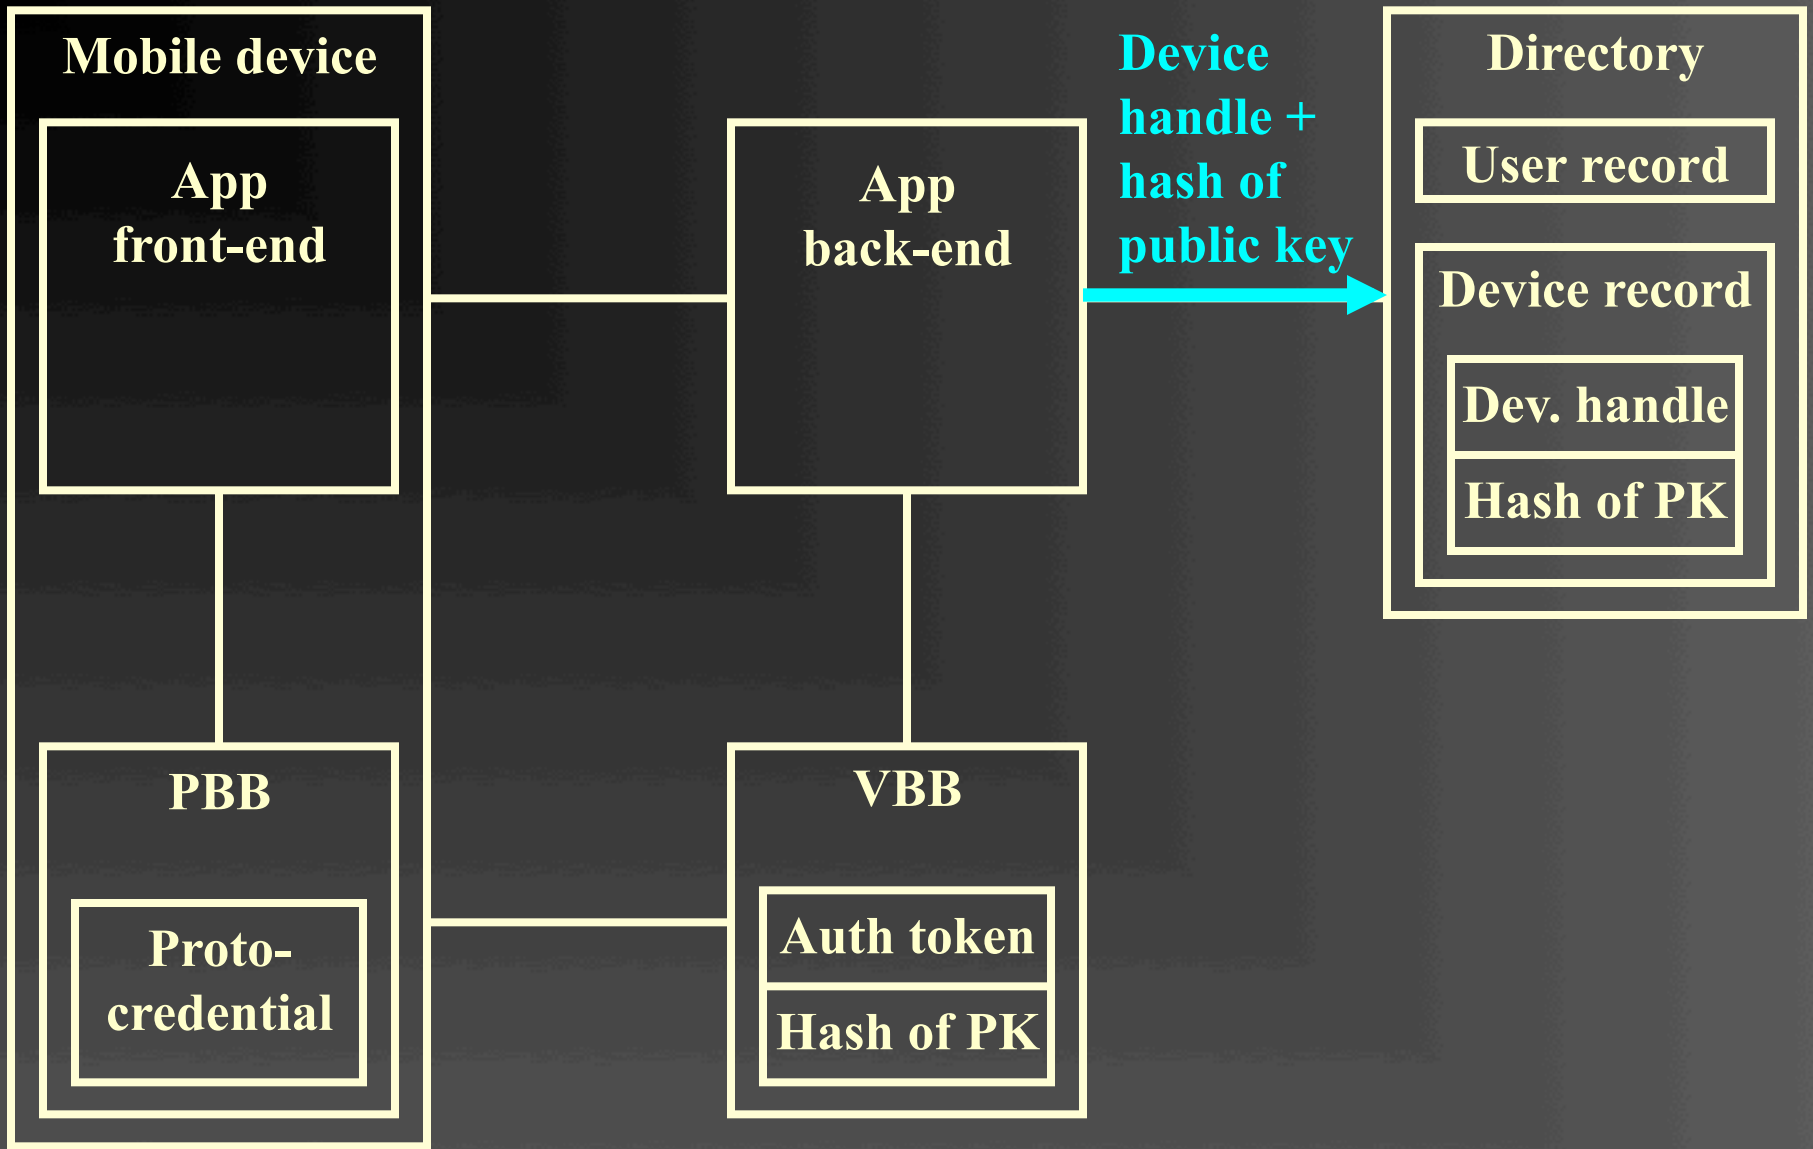 Mobile device
App
front-end
PBB
Proto-
credential
App
back-end
VBB
Auth token
Hash of PK
Device
handle +
hash of
public key
Directory
User record
Device record
Dev. handle
Hash of PK